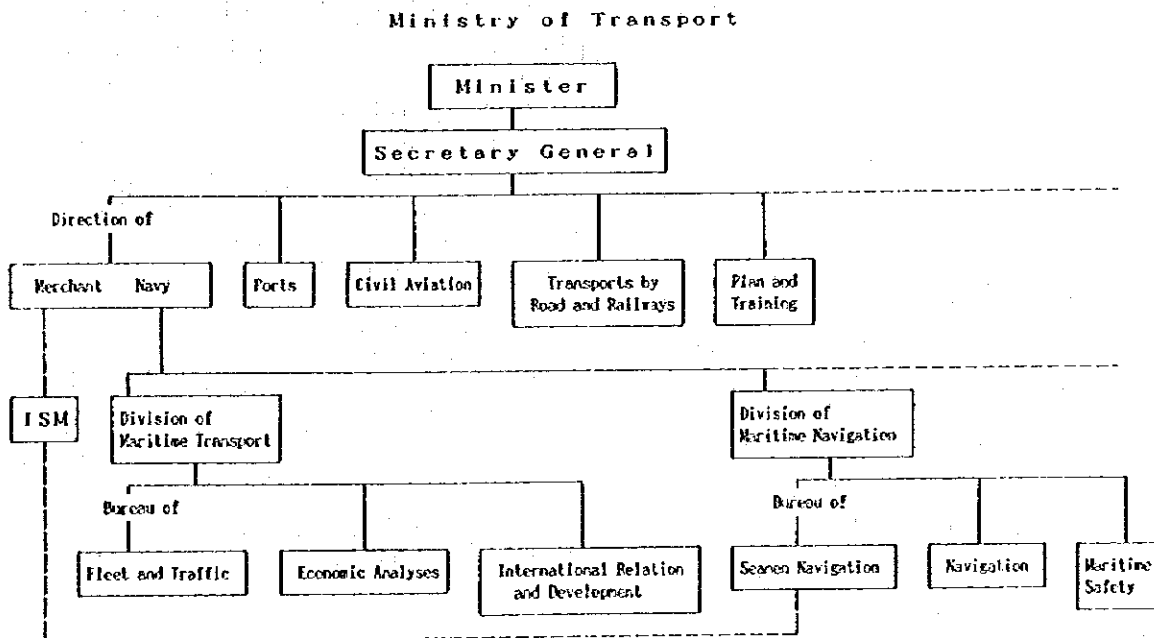 Ministry of Transport
Minister
Secretary General
Direction of
Merchant Navy
Ports
Civil Aviation
Transports by
Road and Railways
Plan and
Training
ISM
Division of
Maritime Transport
Division of
Maritime Navigation
Bureau of
Bureau of
Fleet and Traffic
Economic Analyses
International Relation
and Development
Seamen Navigation
Navigation
Maritime
Safety